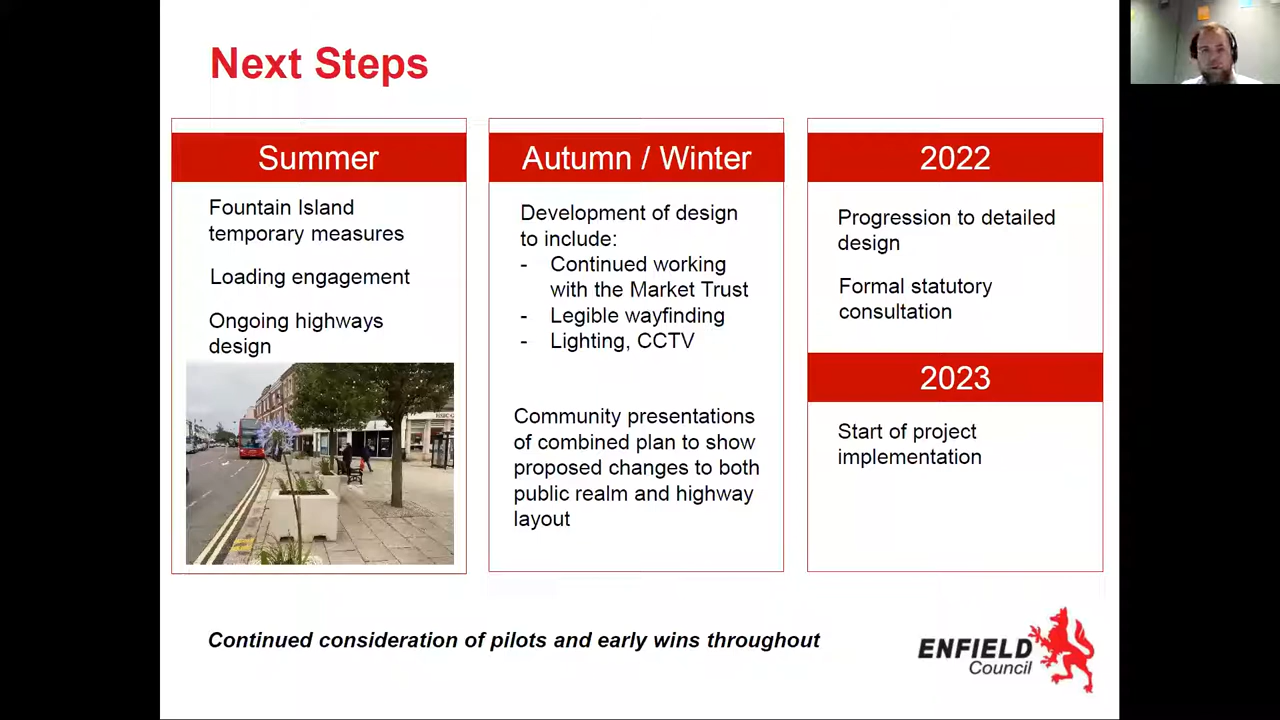 Next Steps
Summer
Fountain Island
temporary measures
Loading engagement
Ongoing highways
design
Autumn / Winter
Development of design
to include:
- Continued working
with the Market Trust
- Legible wayfinding
- Lighting, CCTV
Community presentations
of combined plan to show
proposed changes to both
public realm and highway
layout
2022
Progression to detailed
design
Formal statutory
consultation
2023
Start of project
implementation
Continued consideration of pilots and early wins throughout
ENFIELD
Council